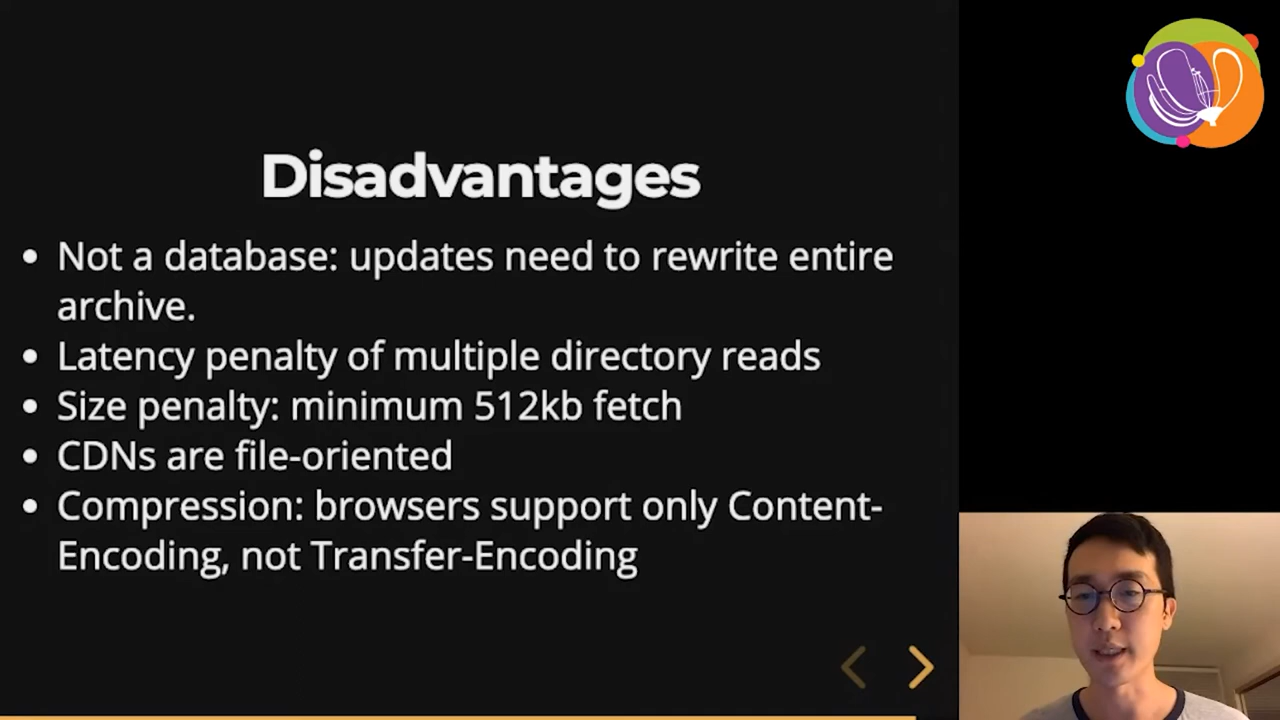 Disadvantages
Not a database: updates need to rewrite entire
archive.
Latency penalty of multiple directory reads
Size penalty: minimum 512kb fetch
CDNs are file-oriented
Compression: browsers support only Content-
Encoding, not Transfer-Encoding